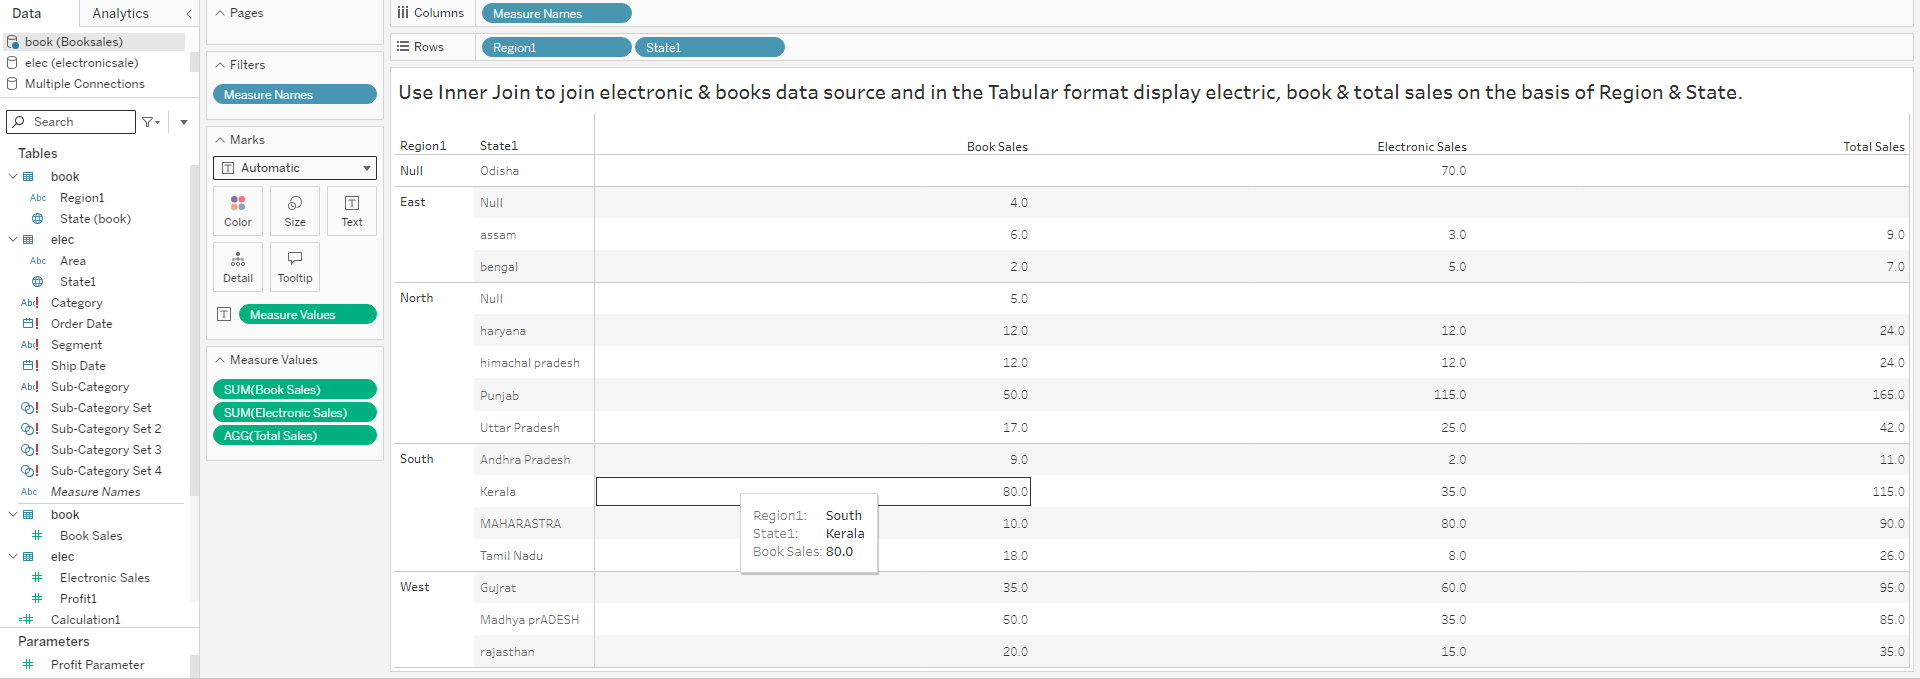 Data Analytics
book (Booksales)
elec (electronicsale)
Multiple Connections
Search
Tables
book
Abc Region1
State (book)
elec
Abc Area
State1
Abc! Category
! Order Date
Abc! Segment
! Ship Date
Abc! Sub-Category
! Sub-Category Set
! Sub-Category Set 2
! Sub-Category Set 3
! Sub-Category Set 4
Abc Measure Names
book
# Book Sales
elec
# Electronic Sales
# Profit1
=# Calculation1
Parameters
# Profit Parameter
Pages
Filters
Measure Names
Marks
T Automatic
Color Size T Text
Detail Tooltip
T Measure Values
Measure Values
SUM(Book Sales)
SUM(Electronic Sales)
AGG(Total Sales)
Columns Measure Names
Rows Region1 State1
Use Inner Join to join electronic & books data source and in the Tabular format display electric, book & total sales on the basis of Region & State.
Region1 State1 Book Sales Electronic Sales Total Sales
Null Odisha 70.0
East Null 4.0
assam 6.0 3.0 9.0
bengal 2.0 5.0 7.0
North Null 5.0
haryana 12.0 12.0 24.0
himachal pradesh 12.0 12.0 24.0
Punjab 50.0 115.0 165.0
Uttar Pradesh 17.0 25.0 42.0
South Andhra Pradesh 9.0 2.0 11.0
Kerala 80.0 35.0 115.0
MAHARASTRA 10.0 80.0 90.0
Tamil Nadu 18.0 8.0 26.0
West Gujrat 35.0 60.0 95.0
Madhya prADESH 50.0 35.0 85.0
rajasthan 20.0 15.0 35.0
Region1: South
State1: Kerala
Book Sales: 80.0